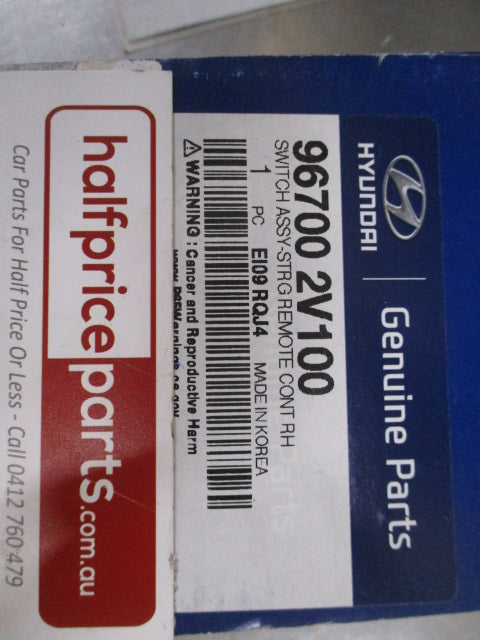 HYUNDAI | Genuine Parts
96700 2V100
SWITCH ASSY-STRG REMOTE CONT.RH
1 PC EI09 RQJ4 MADE IN KOREA
⚠WARNING : Cancer and Reproductive Harm
halfpriceparts.com.au
Car Parts For Half Price Or Less - Call 0412 760 479